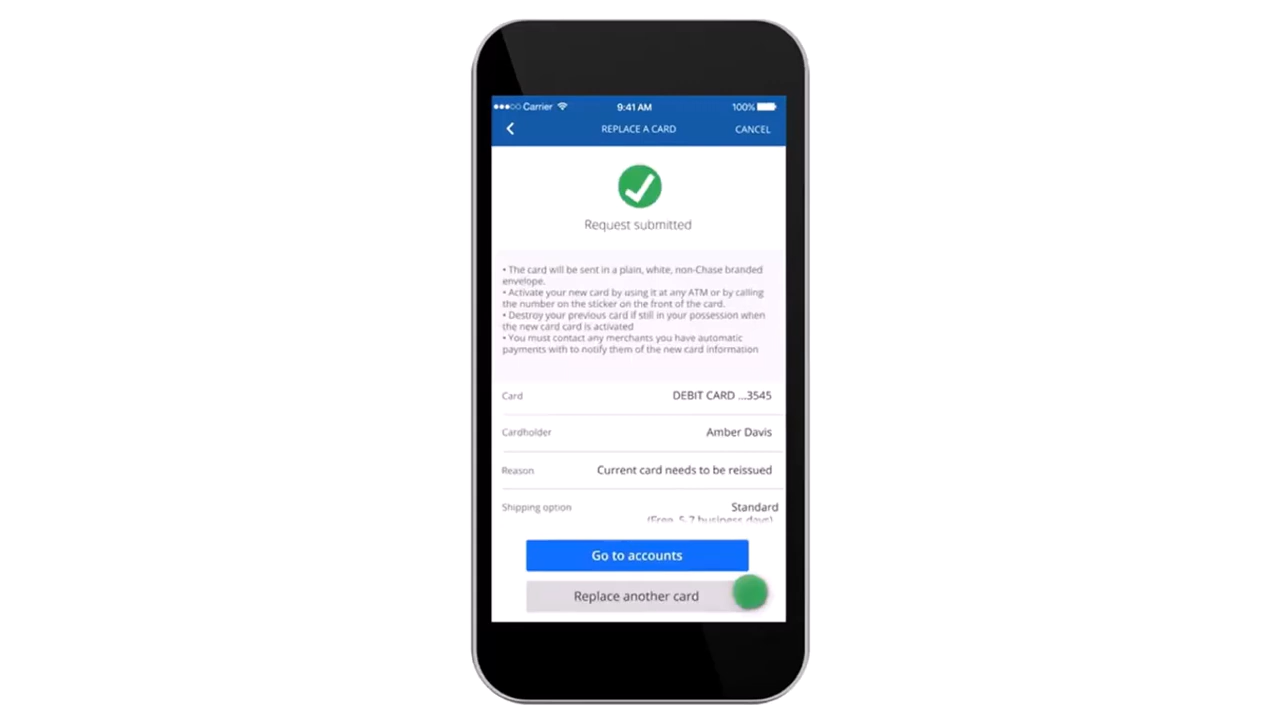 Carrier 9:41 AM 100%
REPLACE A CARD CANCEL
Request submitted
• The card will be sent in a plain, white, non-Chase branded
envelope.
• Activate your new card by using it at any ATM or by calling
the number on the sticker on the front of the card.
• Destroy your previous card if still in your possession when
the new card card is activated
• You must contact any merchants you have automatic
payments with to notify them of the new card information
Card DEBIT CARD ...3545
Cardholder Amber Davis
Reason Current card needs to be reissued
Shipping option Standard
(Free, 5-7 business days)
Go to accounts
Replace another card